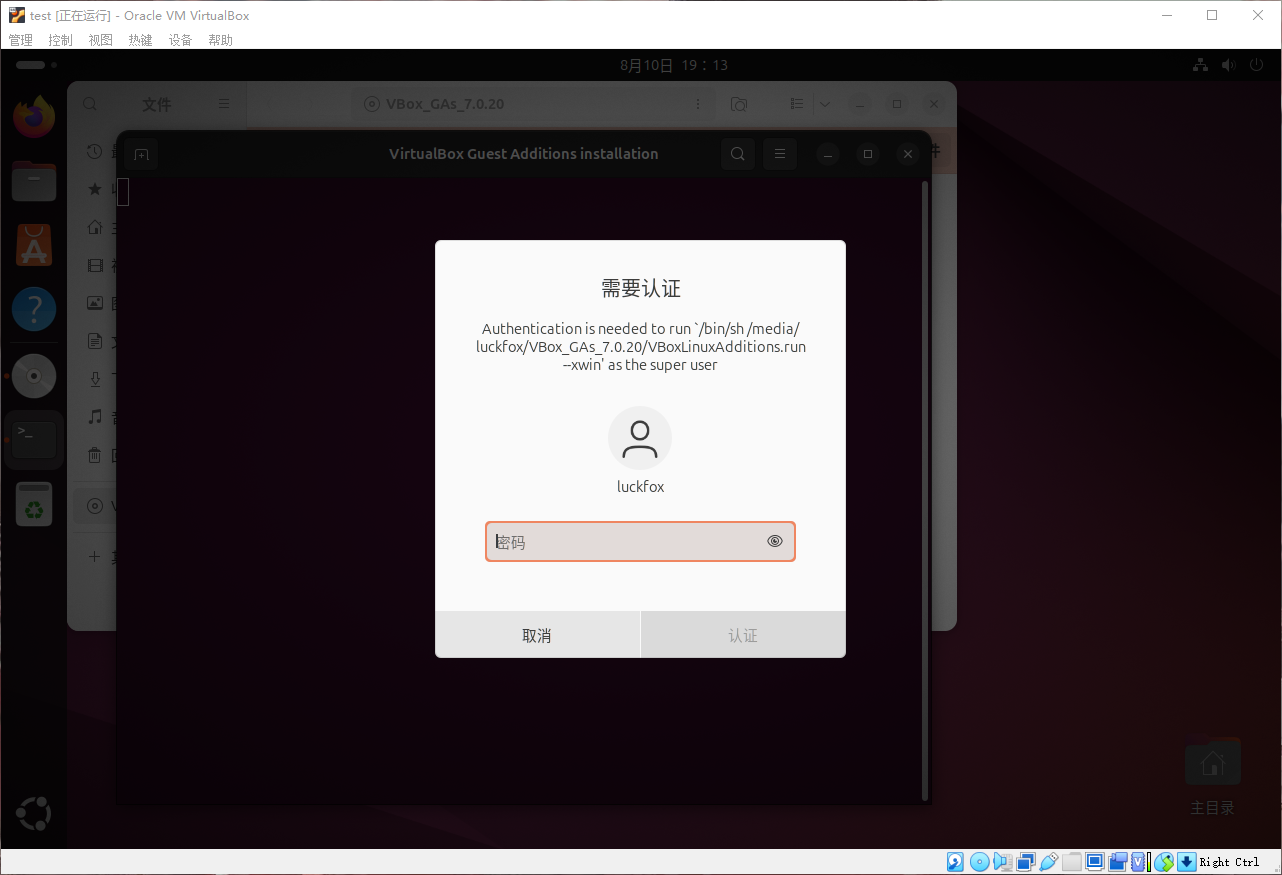 test [正在运行] - Oracle VM VirtualBox
管理 控制 视图 热键 设备 帮助
8月10日 19：13
文件
VBox_GAs_7.0.20
VirtualBox Guest Additions installation
件
需要认证
Authentication is needed to run `/bin/sh /media/
luckfox/VBox_GAs_7.0.20/VBoxLinuxAdditions.run
--xwin' as the super user
luckfox
密码
取消
认证
主目录
Right Ctrl